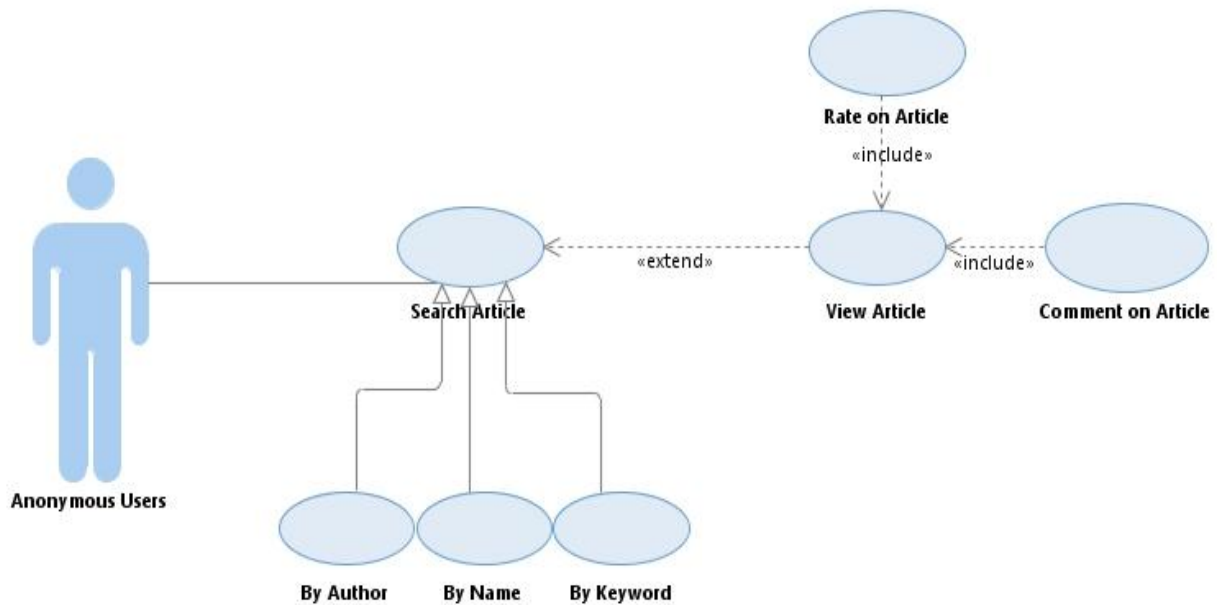 Rate on Article
«include»
«extend»
«include»
Search Article
View Article
Comment on Article
Anonymous Users
By Author
By Name
By Keyword